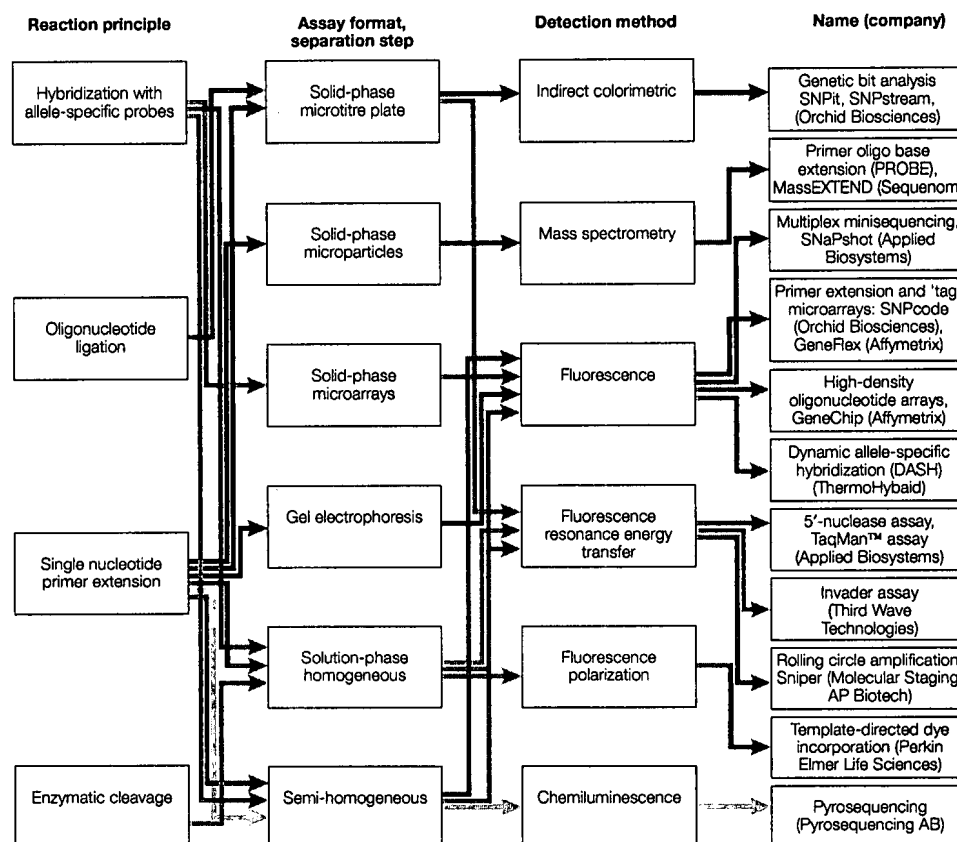 Reaction principle
Assay format,
separation step
Detection method
Name (company)
Hybridization with
allele-specific probes
Oligonucleotide
ligation
Single nucleotide
primer extension
Enzymatic cleavage
Solid-phase
microtitre plate
Solid-phase
microparticles
Solid-phase
microarrays
Gel electrophoresis
Solution-phase
homogeneous
Semi-homogeneous
Indirect colorimetric
Mass spectrometry
Fluorescence
Fluorescence
resonance energy
transfer
Fluorescence
polarization
Chemiluminescence
Genetic bit analysis
SNPit, SNPstream,
(Orchid Biosciences)
Primer oligo base
extension (PROBE),
MassEXTEND (Sequenom
Multiplex minisequencing,
SNaPshot (Applied
Biosystems)
Primer extension and 'tag
microarrays: SNPcode
(Orchid Biosciences),
GeneFlex (Affymetrix)
High-density
oligonucleotide arrays,
GeneChip (Affymetrix)
Dynamic allele-specific
hybridization (DASH)
(ThermoHybaid)
5′-nuclease assay,
TaqMan™ assay
(Applied Biosystems)
Invader assay
(Third Wave
Technologies)
Rolling circle amplification
Sniper (Molecular Staging
AP Biotech)
Template-directed dye
incorporation (Perkin
Elmer Life Sciences)
Pyrosequencing
(Pyrosequencing AB)